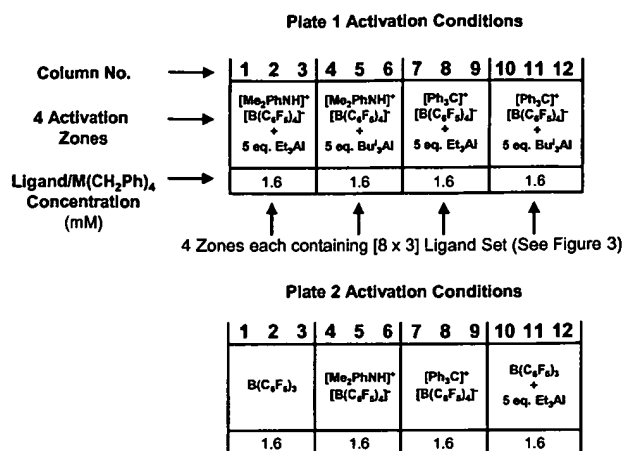 Plate 1 Activation Conditions
Column No.
1 2 3 4 5 6 7 8 9 10 11 12
4 Activation
Zones
[Me₂PhNH]⁺
[B(C₆F₅)₄]⁻
+
5 eq. Et₃Al
[Me₂PhNH]⁺
[B(C₆F₅)₄]⁻
+
5 eq. Buⁱ₃Al
[Ph₃C]⁺
[B(C₆F₅)₄]⁻
+
5 eq. Et₃Al
[Ph₃C]⁺
[B(C₆F₅)₄]⁻
+
5 eq. Buⁱ₃Al
Ligand/M(CH₂Ph)₄
Concentration
(mM)
1.6 1.6 1.6 1.6
4 Zones each containing [8 x 3] Ligand Set (See Figure 3)
Plate 2 Activation Conditions
1 2 3 4 5 6 7 8 9 10 11 12
B(C₆F₅)₃
[Me₂PhNH]⁺
[B(C₆F₅)₄]⁻
[Ph₃C]⁺
[B(C₆F₅)₄]⁻
B(C₆F₅)₃
+
5 eq. Et₃Al
1.6 1.6 1.6 1.6